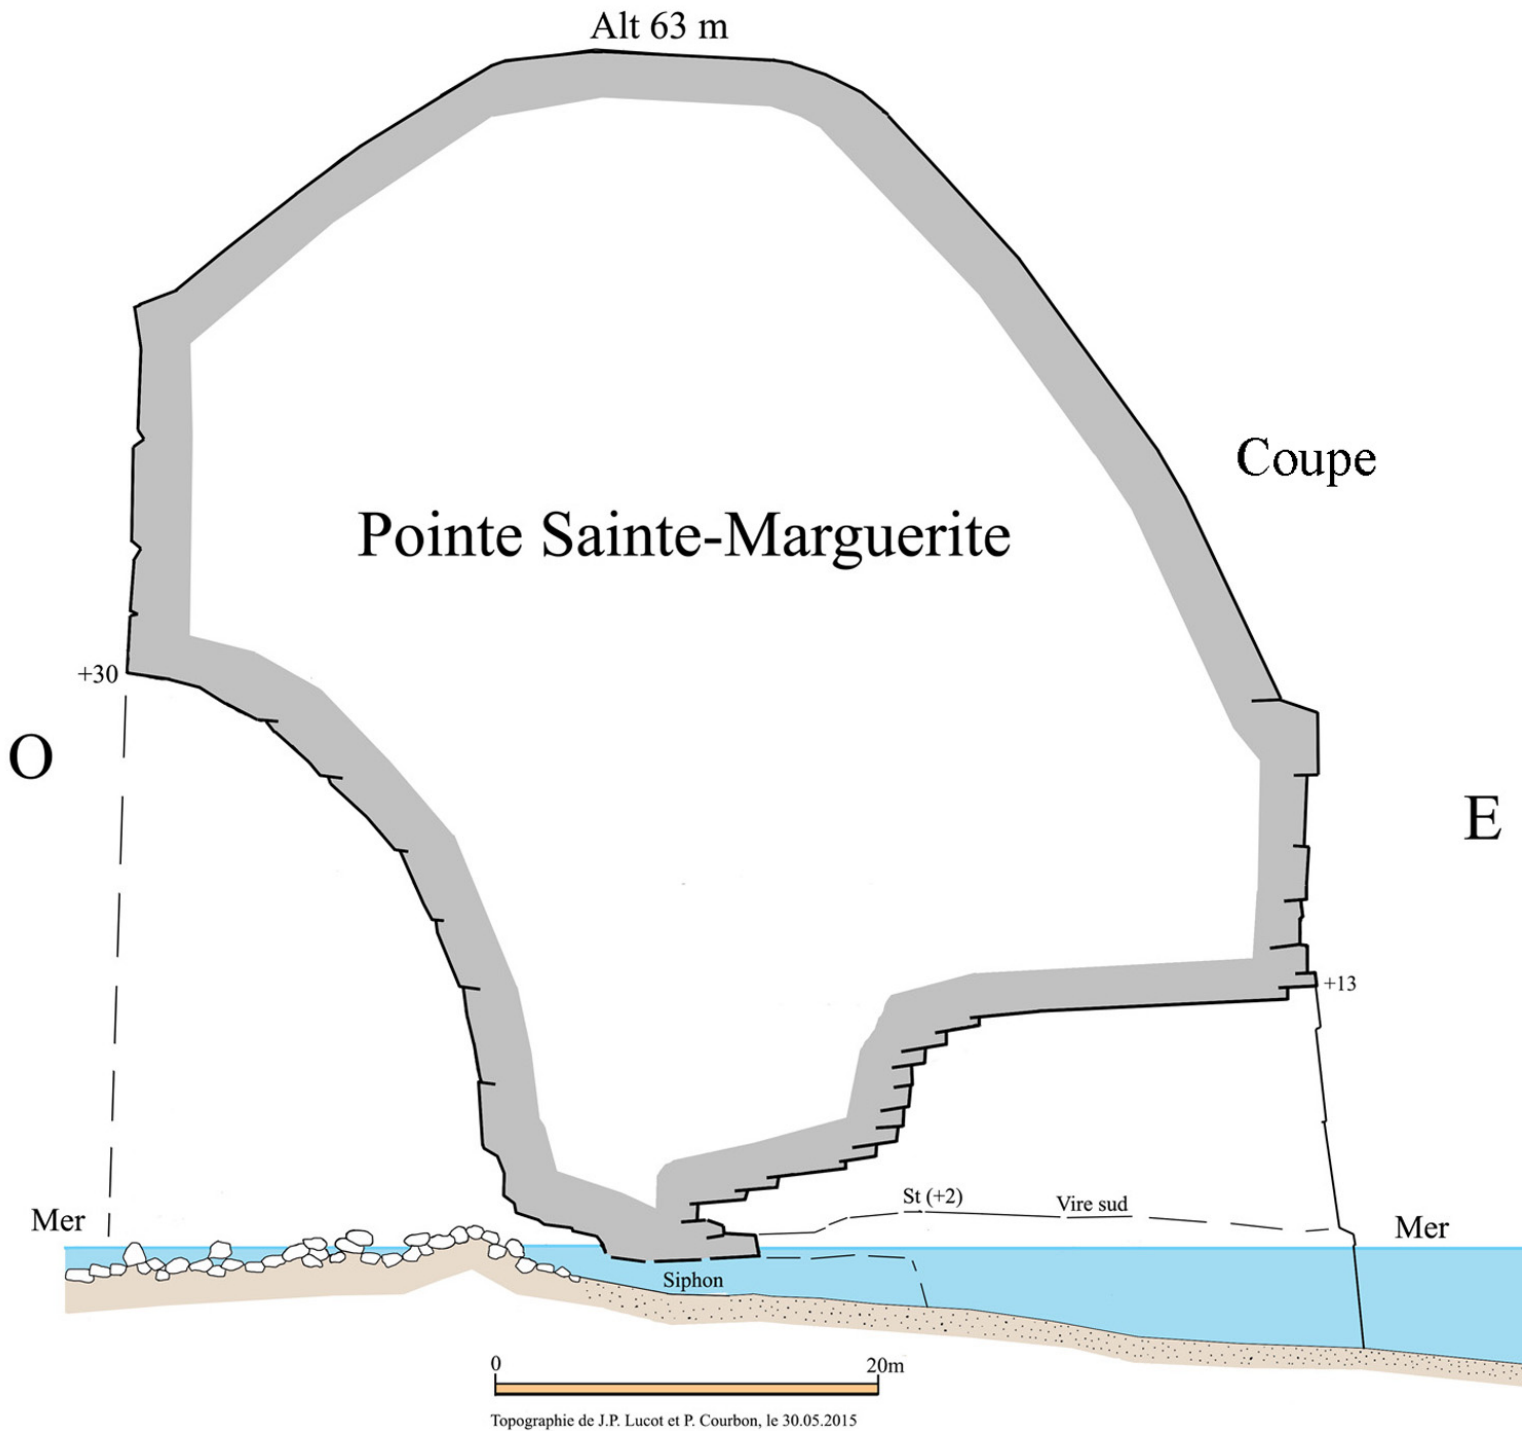 Alt 63 m
Coupe
Pointe Sainte-Marguerite
+30
O
E
+13
St (+2)
Vire sud
Mer
Mer
Siphon
0
20m
Topographie de J.P. Lucot et P. Courbon, le 30.05.2015